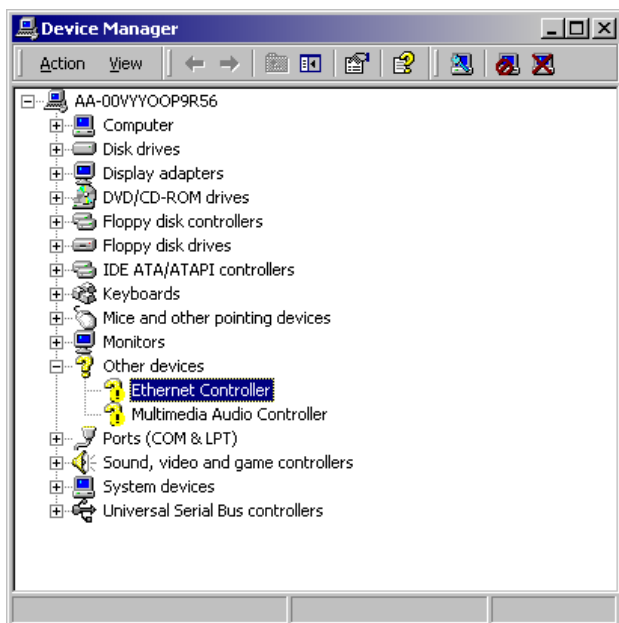 Device Manager
Action View
AA-00VYYOOP9R56
Computer
Disk drives
Display adapters
DVD/CD-ROM drives
Floppy disk controllers
Floppy disk drives
IDE ATA/ATAPI controllers
Keyboards
Mice and other pointing devices
Monitors
Other devices
Ethernet Controller
Multimedia Audio Controller
Ports (COM & LPT)
Sound, video and game controllers
System devices
Universal Serial Bus controllers